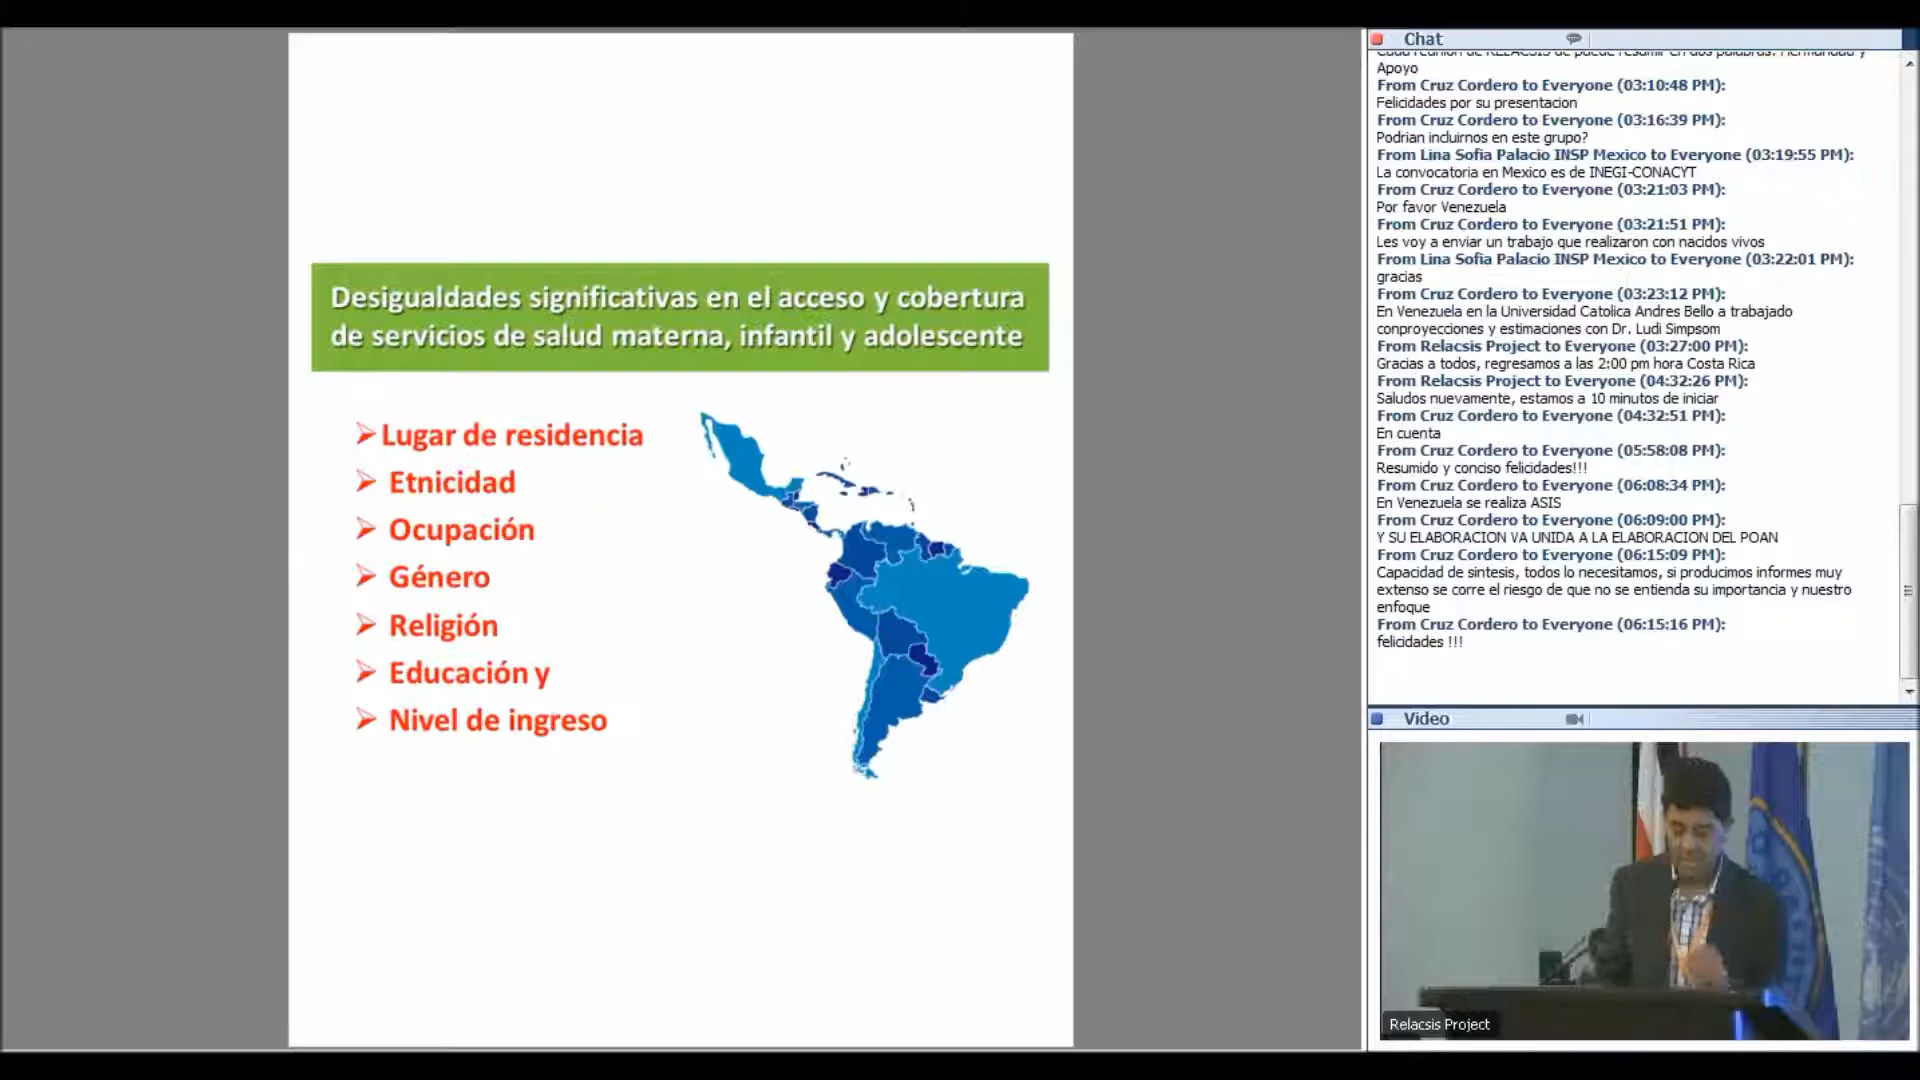 Desigualdades significativas en el acceso y cobertura
de servicios de salud materna, infantil y adolescente
Lugar de residencia
Etnicidad
Ocupación
Género
Religión
Educación y
Nivel de ingreso
Chat
Cada reunion de RELACSIS de puede resumir en dos palabras: Hermandad y
Apoyo
From Cruz Cordero to Everyone (03:10:48 PM):
Felicidades por su presentacion
From Cruz Cordero to Everyone (03:16:39 PM):
Podrian incluirnos en este grupo?
From Lina Sofia Palacio INSP Mexico to Everyone (03:19:55 PM):
La convocatoria en Mexico es de INEGI-CONACYT
From Cruz Cordero to Everyone (03:21:03 PM):
Por favor Venezuela
From Cruz Cordero to Everyone (03:21:51 PM):
Les voy a enviar un trabajo que realizaron con nacidos vivos
From Lina Sofia Palacio INSP Mexico to Everyone (03:22:01 PM):
gracias
From Cruz Cordero to Everyone (03:23:12 PM):
En Venezuela en la Universidad Catolica Andres Bello a trabajado
conproyecciones y estimaciones con Dr. Ludi Simpsom
From Relacsis Project to Everyone (03:27:00 PM):
Gracias a todos, regresamos a las 2:00 pm hora Costa Rica
From Relacsis Project to Everyone (04:32:26 PM):
Saludos nuevamente, estamos a 10 minutos de iniciar
From Cruz Cordero to Everyone (04:32:51 PM):
En cuenta
From Cruz Cordero to Everyone (05:58:08 PM):
Resumido y conciso felicidades!!!
From Cruz Cordero to Everyone (06:08:34 PM):
En Venezuela se realiza ASIS
From Cruz Cordero to Everyone (06:09:00 PM):
Y SU ELABORACION VA UNIDA A LA ELABORACION DEL POAN
From Cruz Cordero to Everyone (06:15:09 PM):
Capacidad de sintesis, todos lo necesitamos, si producimos informes muy
extenso se corre el riesgo de que no se entienda su importancia y nuestro
enfoque
From Cruz Cordero to Everyone (06:15:16 PM):
felicidades !!!
Video
Relacsis Project